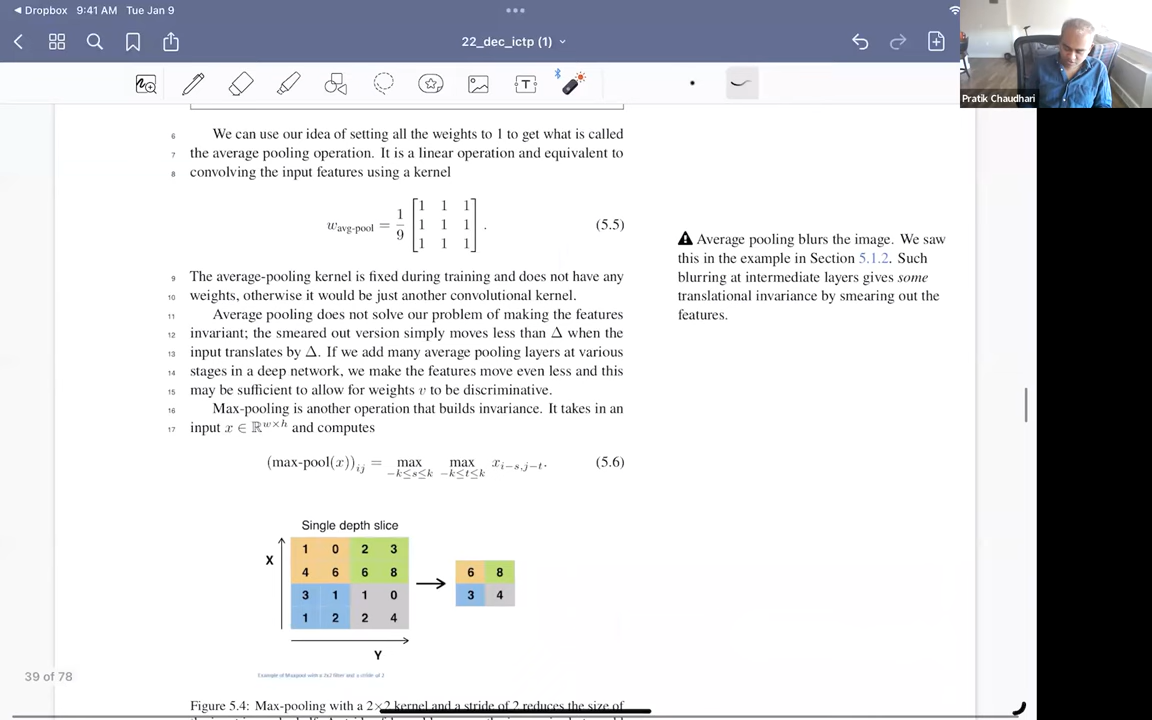 Dropbox 9:41 AM Tue Jan 9
22_dec_ictp (1)
Pratik Chaudhari
6 We can use our idea of setting all the weights to 1 to get what is called
7 the average pooling operation. It is a linear operation and equivalent to
8 convolving the input features using a kernel
w_avg-pool = 1/9 [1 1 1
1 1 1
1 1 1] . (5.5)
Average pooling blurs the image. We saw
this in the example in Section 5.1.2. Such
blurring at intermediate layers gives some
translational invariance by smearing out the
features.
9 The average-pooling kernel is fixed during training and does not have any
10 weights, otherwise it would be just another convolutional kernel.
11 Average pooling does not solve our problem of making the features
12 invariant; the smeared out version simply moves less than Δ when the
13 input translates by Δ. If we add many average pooling layers at various
14 stages in a deep network, we make the features move even less and this
15 may be sufficient to allow for weights v to be discriminative.
16 Max-pooling is another operation that builds invariance. It takes in an
17 input x ∈ ℝ^{w×h} and computes
(max-pool(x))_{ij} = max_{-k≤s≤k} max_{-k≤t≤k} x_{i-s,j-t}. (5.6)
Single depth slice
X
1 0 2 3
4 6 6 8
3 1 1 0
1 2 2 4
6 8
3 4
Y
Example of Maxpool with a 2x2 filter and a stride of 2
39 of 78
Figure 5.4: Max-pooling with a 2×2 kernel and a stride of 2 reduces the size of